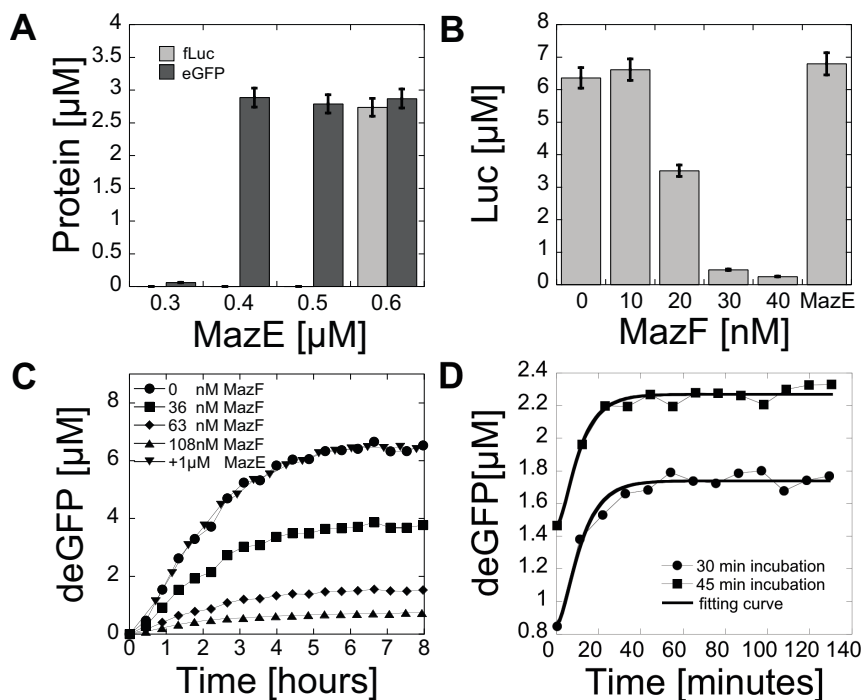 A
Protein [µM]
4
3.5
3
2.5
2
1.5
1
0.5
0
fLuc
eGFP
0.3 0.4 0.5 0.6
MazE [µM]
B
Luc [µM]
8
7
6
5
4
3
2
1
0
0 10 20 30 40 MazE
MazF [nM]
C
deGFP [µM]
8
6
4
2
0
0 nM MazF
36 nM MazF
63 nM MazF
108nM MazF
+1µM MazE
0 1 2 3 4 5 6 7 8
Time [hours]
D
deGFP[µM]
2.4
2.2
2
1.8
1.6
1.4
1.2
1
0.8
30 min incubation
45 min incubation
fitting curve
0 20 40 60 80 100 120 140
Time [minutes]